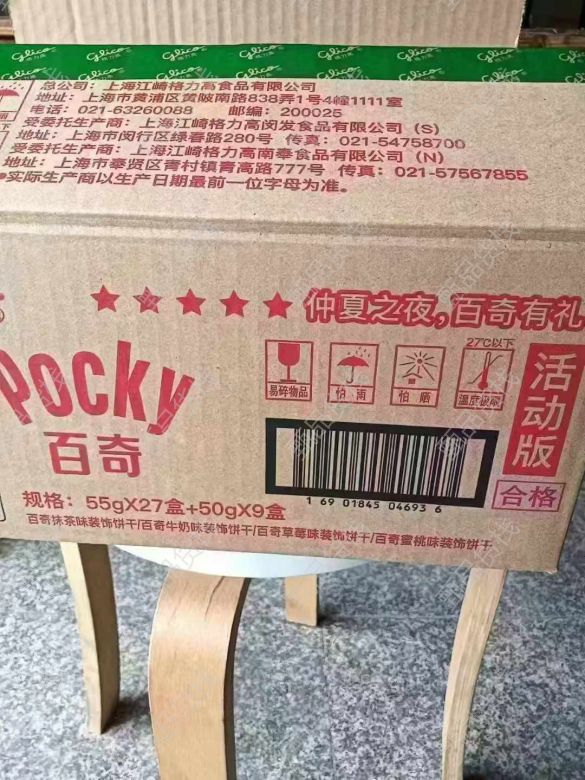 Glico 格力高
总公司：上海江崎格力高食品有限公司
地址：上海市黄浦区黄陂南路838弄1号4幢1111室
电话：021-63260088 邮编：200025
受委托生产商：上海江崎格力高闵发食品有限公司（S）
地址：上海市闵行区绿春路280号 传真：021-54758700
受委托生产商：上海江崎格力高南奉食品有限公司（N）
地址：上海市奉贤区青村镇青高路777号 传真：021-57567855
●实际生产商以生产日期最前一位字母为准。
仲夏之夜，百奇有礼
27℃以下
易碎物品
怕雨
怕晒
温度极限
活动版
Pocky
百奇
1 6901845 04693 6
合格
规格：55gX27盒+50gX9盒
百奇抹茶味装饰饼干/百奇牛奶味装饰饼干/百奇草莓味装饰饼干/百奇蜜桃味装饰饼干